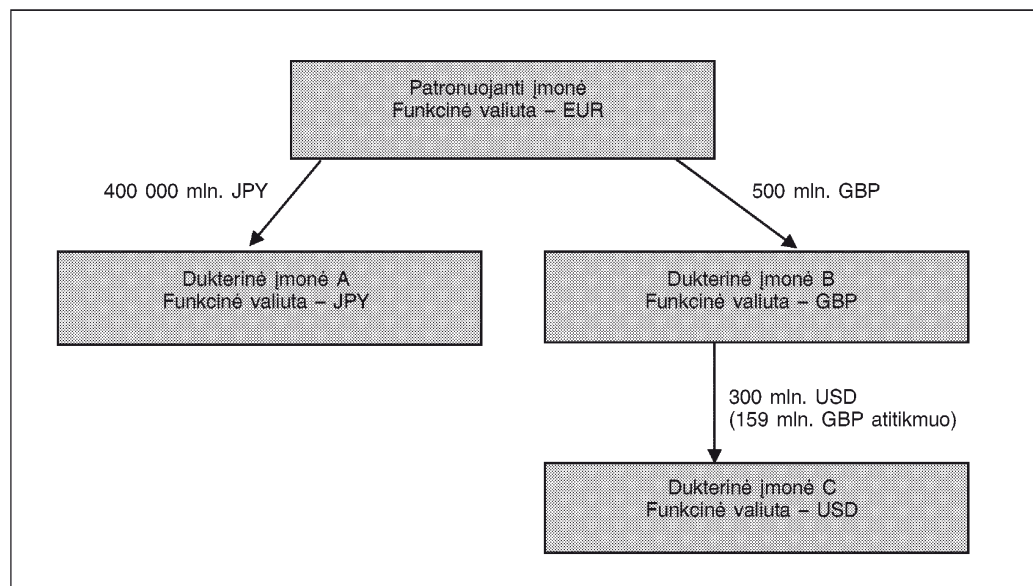 Patronuojanti įmonė
Funkcinė valiuta – EUR
400 000 mln. JPY
500 mln. GBP
Dukterinė įmonė A
Funkcinė valiuta – JPY
Dukterinė įmonė B
Funkcinė valiuta – GBP
300 mln. USD
(159 mln. GBP atitikmuo)
Dukterinė įmonė C
Funkcinė valiuta – USD